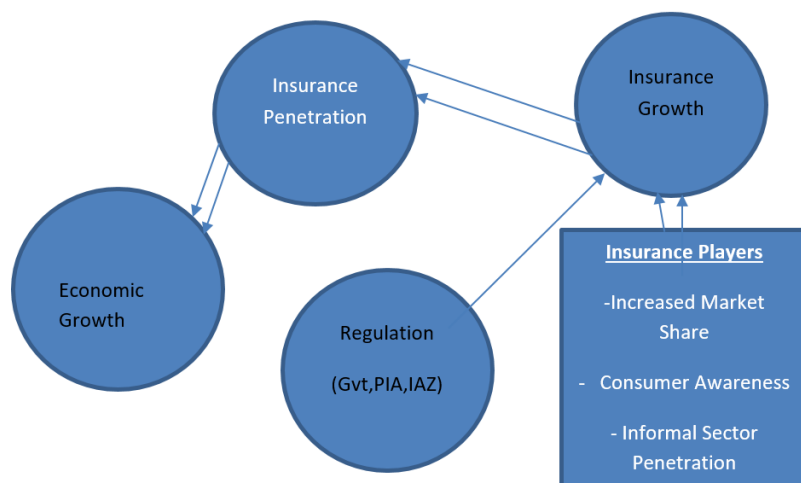 Insurance
Penetration
Insurance
Growth
Economic
Growth
Regulation
(Gvt,PIA,IAZ)
Insurance Players
-Increased Market
Share
- Consumer Awareness
- Informal Sector
Penetration